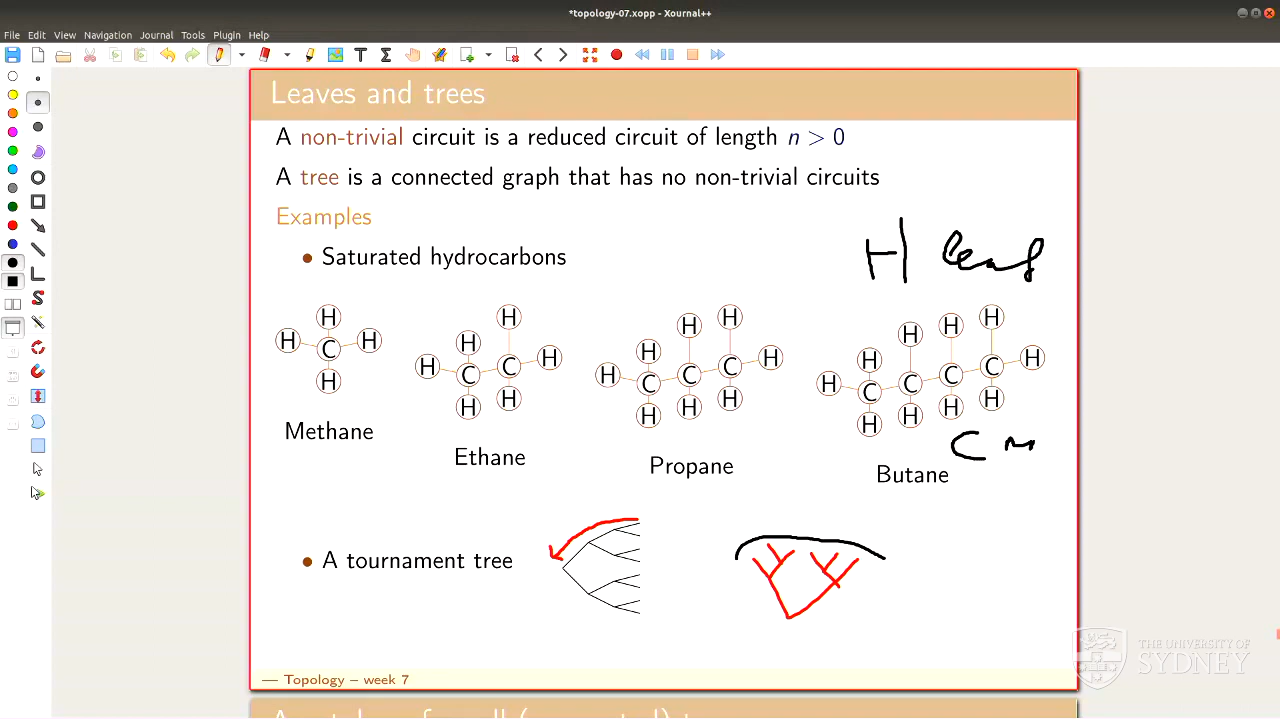 *topology-07.xopp - Xournal++
File Edit View Navigation Journal Tools Plugin Help
Leaves and trees
A non-trivial circuit is a reduced circuit of length n > 0
A tree is a connected graph that has no non-trivial circuits
Examples
• Saturated hydrocarbons
H leaf
H H C H H
Methane
H H H C C H H H
Ethane
H H H H C C C H H H H
Propane
H H H H H C C C C H H H H H
Butane
C
• A tournament tree
THE UNIVERSITY OF
SYDNEY
— Topology – week 7